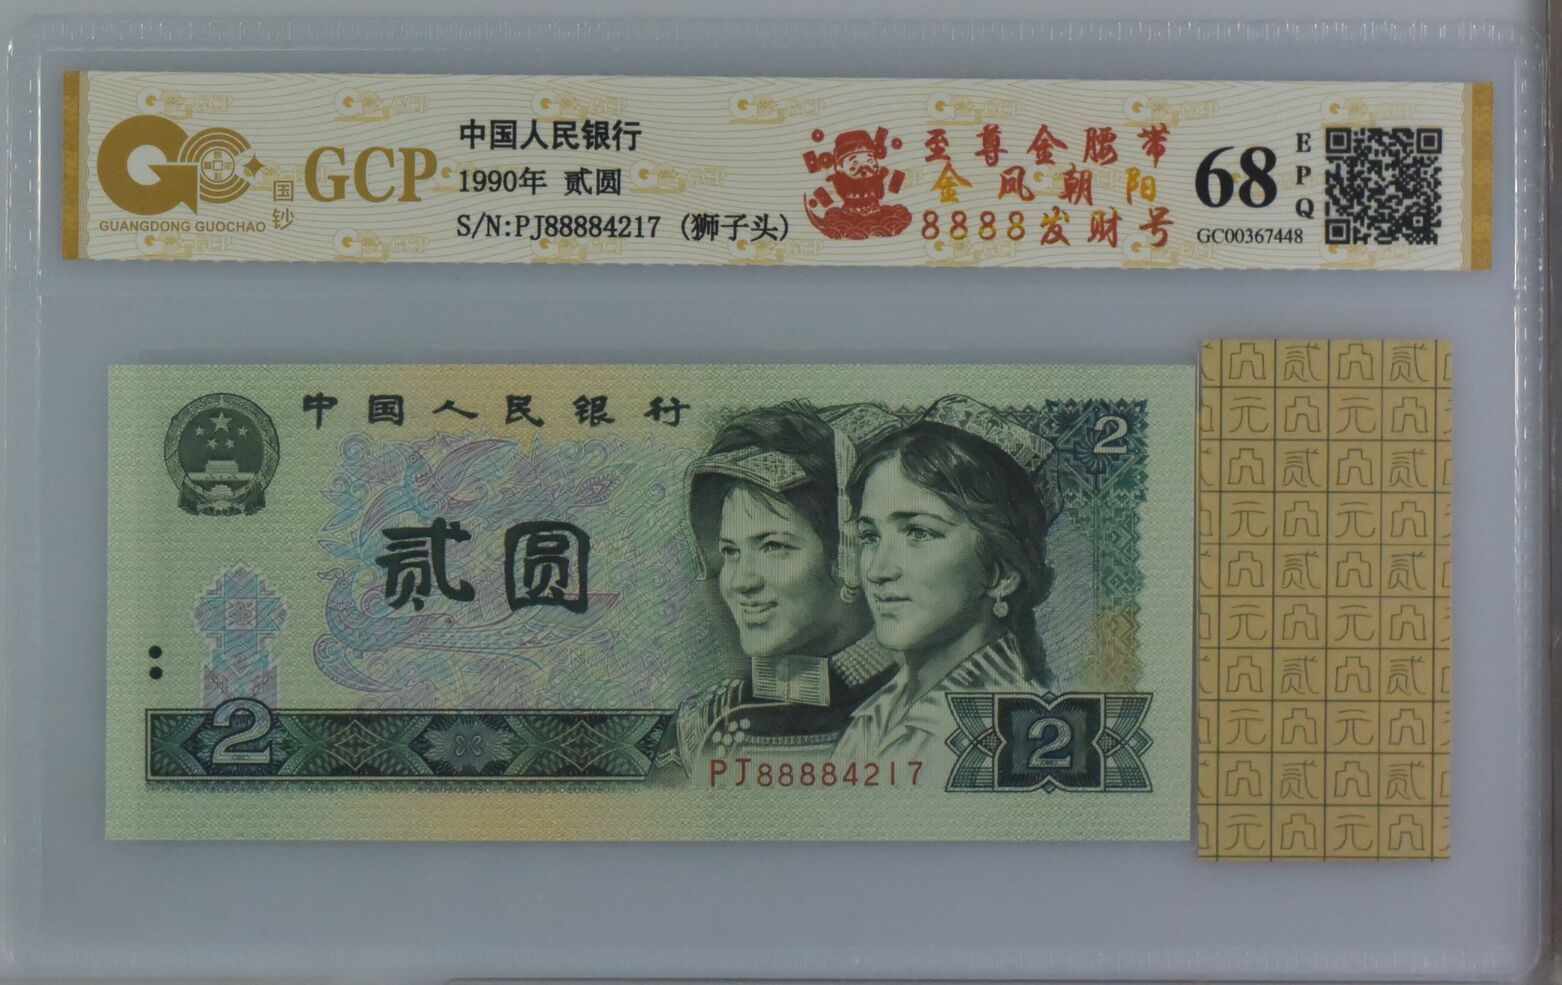 GCP
国钞
GUANGDONG GUOCHAO
中国人民银行
1990年 贰圆
S/N:PJ88884217 (狮子头)
至尊金腰带
金凤朝阳
8888发财号
68
EPQ
GC00367448
中国人民银行
2
贰圆
2
PJ88884217
2